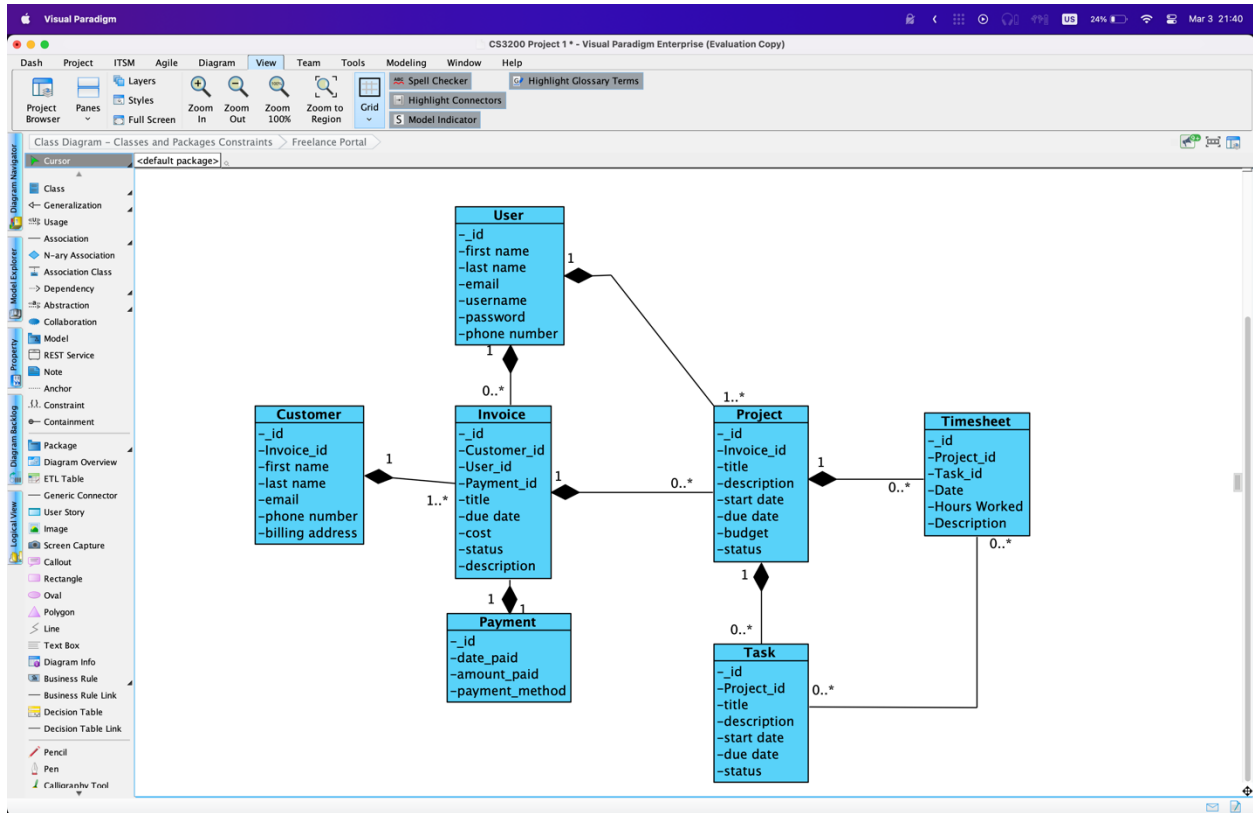 Visual Paradigm
US
24%
Mar 3 21:40
CS3200 Project 1 * - Visual Paradigm Enterprise (Evaluation Copy)
Dash Project ITSM Agile Diagram View Team Tools Modeling Window Help
Project Browser
Panes
Layers
Styles
Full Screen
Zoom In
Zoom Out
Zoom 100%
Zoom to Region
Grid
ABC Spell Checker
Highlight Connectors
S Model Indicator
Highlight Glossary Terms
Class Diagram - Classes and Packages Constraints
Freelance Portal
<default package>
Diagram Navigator
Model Explorer
Property
Diagram Backlog
Logical View
Cursor
Class
Generalization
Usage
Association
N-ary Association
Association Class
Dependency
Abstraction
Collaboration
Model
REST Service
Note
Anchor
Constraint
Containment
Package
Diagram Overview
ETL Table
Generic Connector
User Story
Image
Screen Capture
Callout
Rectangle
Oval
Polygon
Line
Text Box
Diagram Info
Business Rule
Business Rule Link
Decision Table
Decision Table Link
Pencil
Pen
Calligraphy Tool
User
-_id
-first name
-last name
-email
-username
-password
-phone number
1
1
0..*
1..*
Customer
-_id
-Invoice_id
-first name
-last name
-email
-phone number
-billing address
1
1..*
Invoice
-_id
-Customer_id
-User_id
-Payment_id
-title
-due date
-cost
-status
-description
1
0..*
Project
-_id
-Invoice_id
-title
-description
-start date
-due date
-budget
-status
1
0..*
Timesheet
-_id
-Project_id
-Task_id
-Date
-Hours Worked
-Description
0..*
1
1
Payment
-_id
-date_paid
-amount_paid
-payment_method
1
0..*
Task
-_id
-Project_id
-title
-description
-start date
-due date
-status
0..*